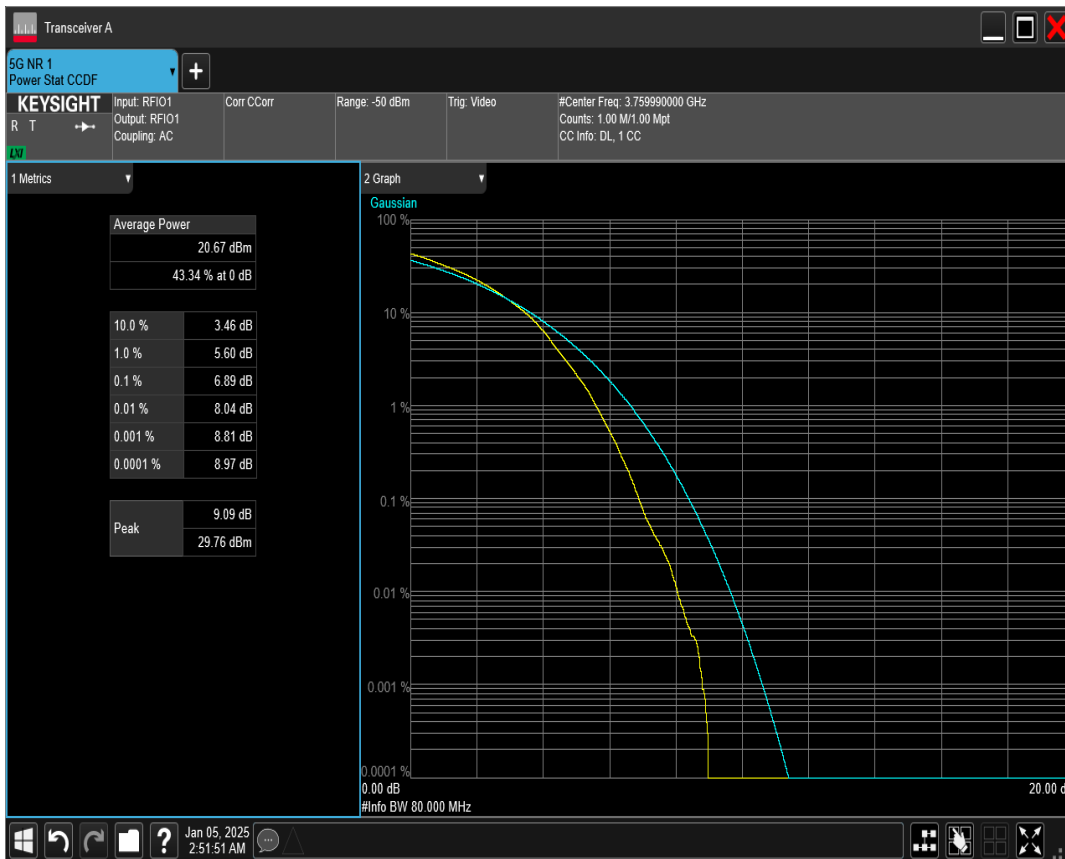 Transceiver A
5G NR 1
Power Stat CCDF
KEYSIGHT
R T
LXI
Input: RFIO1
Output: RFIO1
Coupling: AC
Corr CCorr
Range: -50 dBm
Trig: Video
#Center Freq: 3.759990000 GHz
Counts: 1.00 M/1.00 Mpt
CC Info: DL, 1 CC
1 Metrics
Average Power
20.67 dBm
43.34 % at 0 dB
10.0 % 3.46 dB
1.0 % 5.60 dB
0.1 % 6.89 dB
0.01 % 8.04 dB
0.001 % 8.81 dB
0.0001 % 8.97 dB
Peak
9.09 dB
29.76 dBm
2 Graph
Gaussian
100 %
10 %
1 %
0.1 %
0.01 %
0.001 %
0.0001 %
0.00 dB 20.00 d
#Info BW 80.000 MHz
Jan 05, 2025
2:51:51 AM